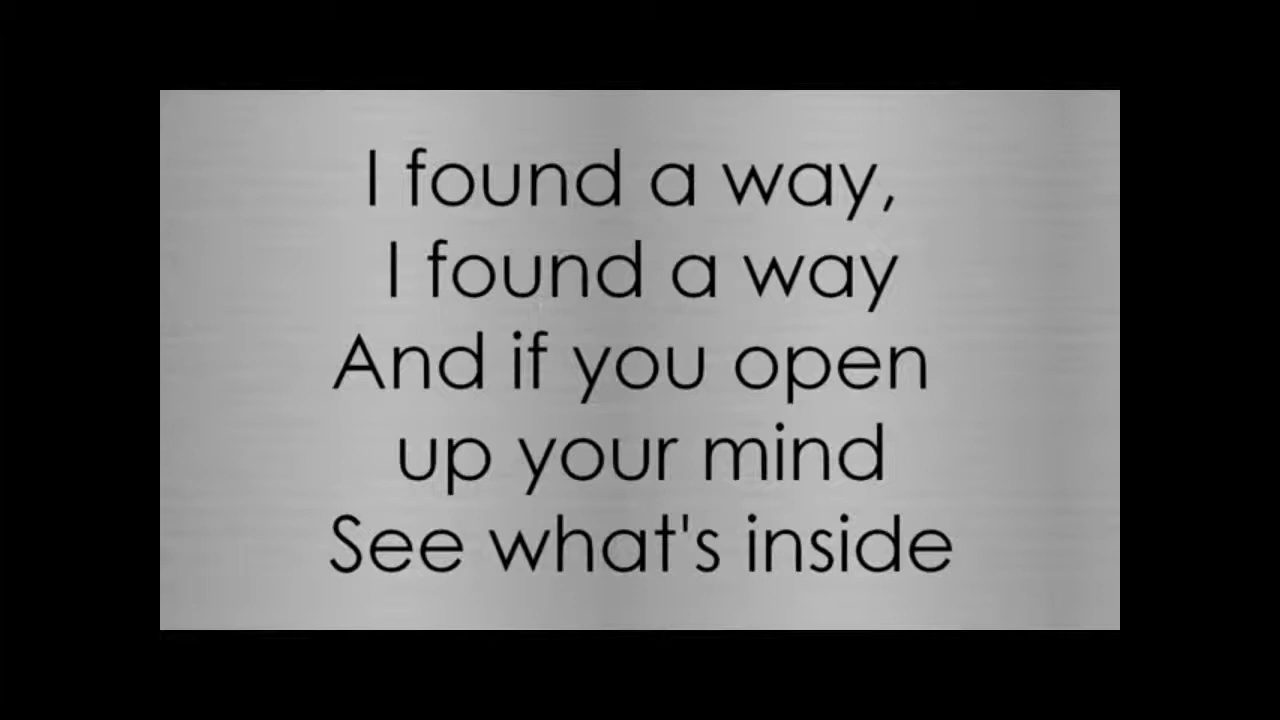 I found a way,
I found a way
And if you open
up your mind
See what's inside